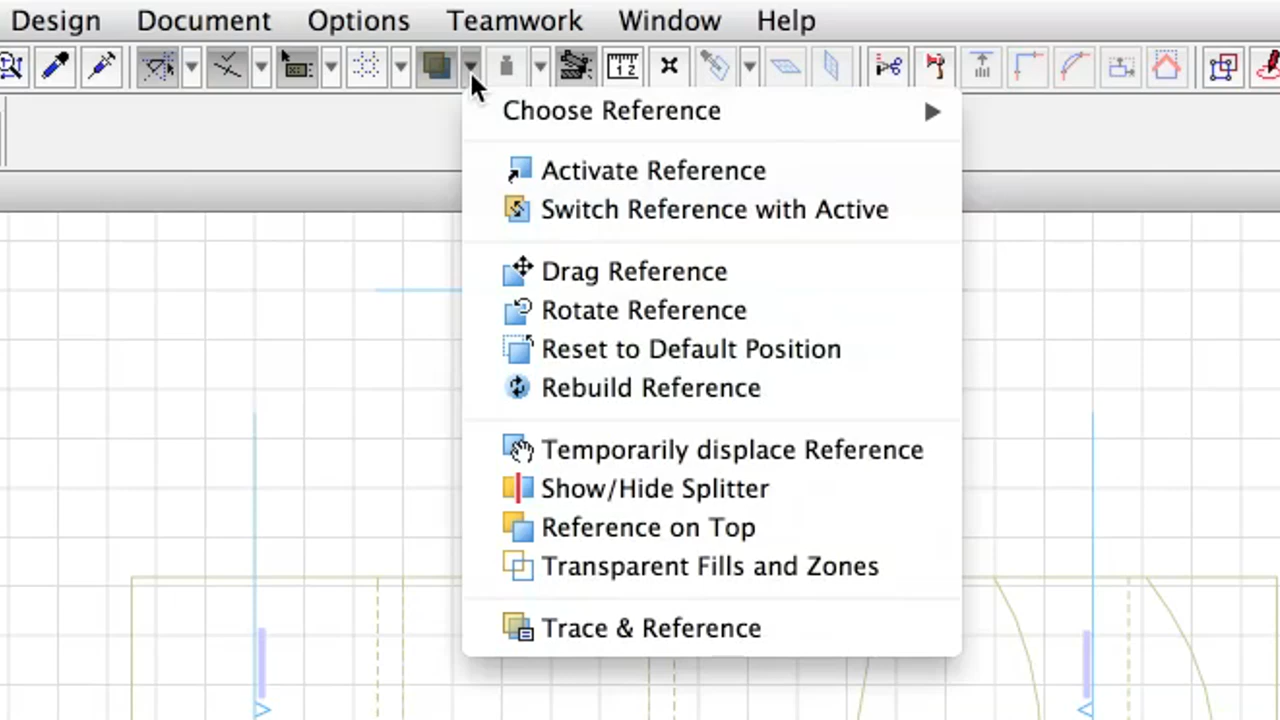 Design Document Options Teamwork Window Help
1 2
Choose Reference
Activate Reference
Switch Reference with Active
Drag Reference
Rotate Reference
Reset to Default Position
Rebuild Reference
Temporarily displace Reference
Show/Hide Splitter
Reference on Top
Transparent Fills and Zones
Trace & Reference